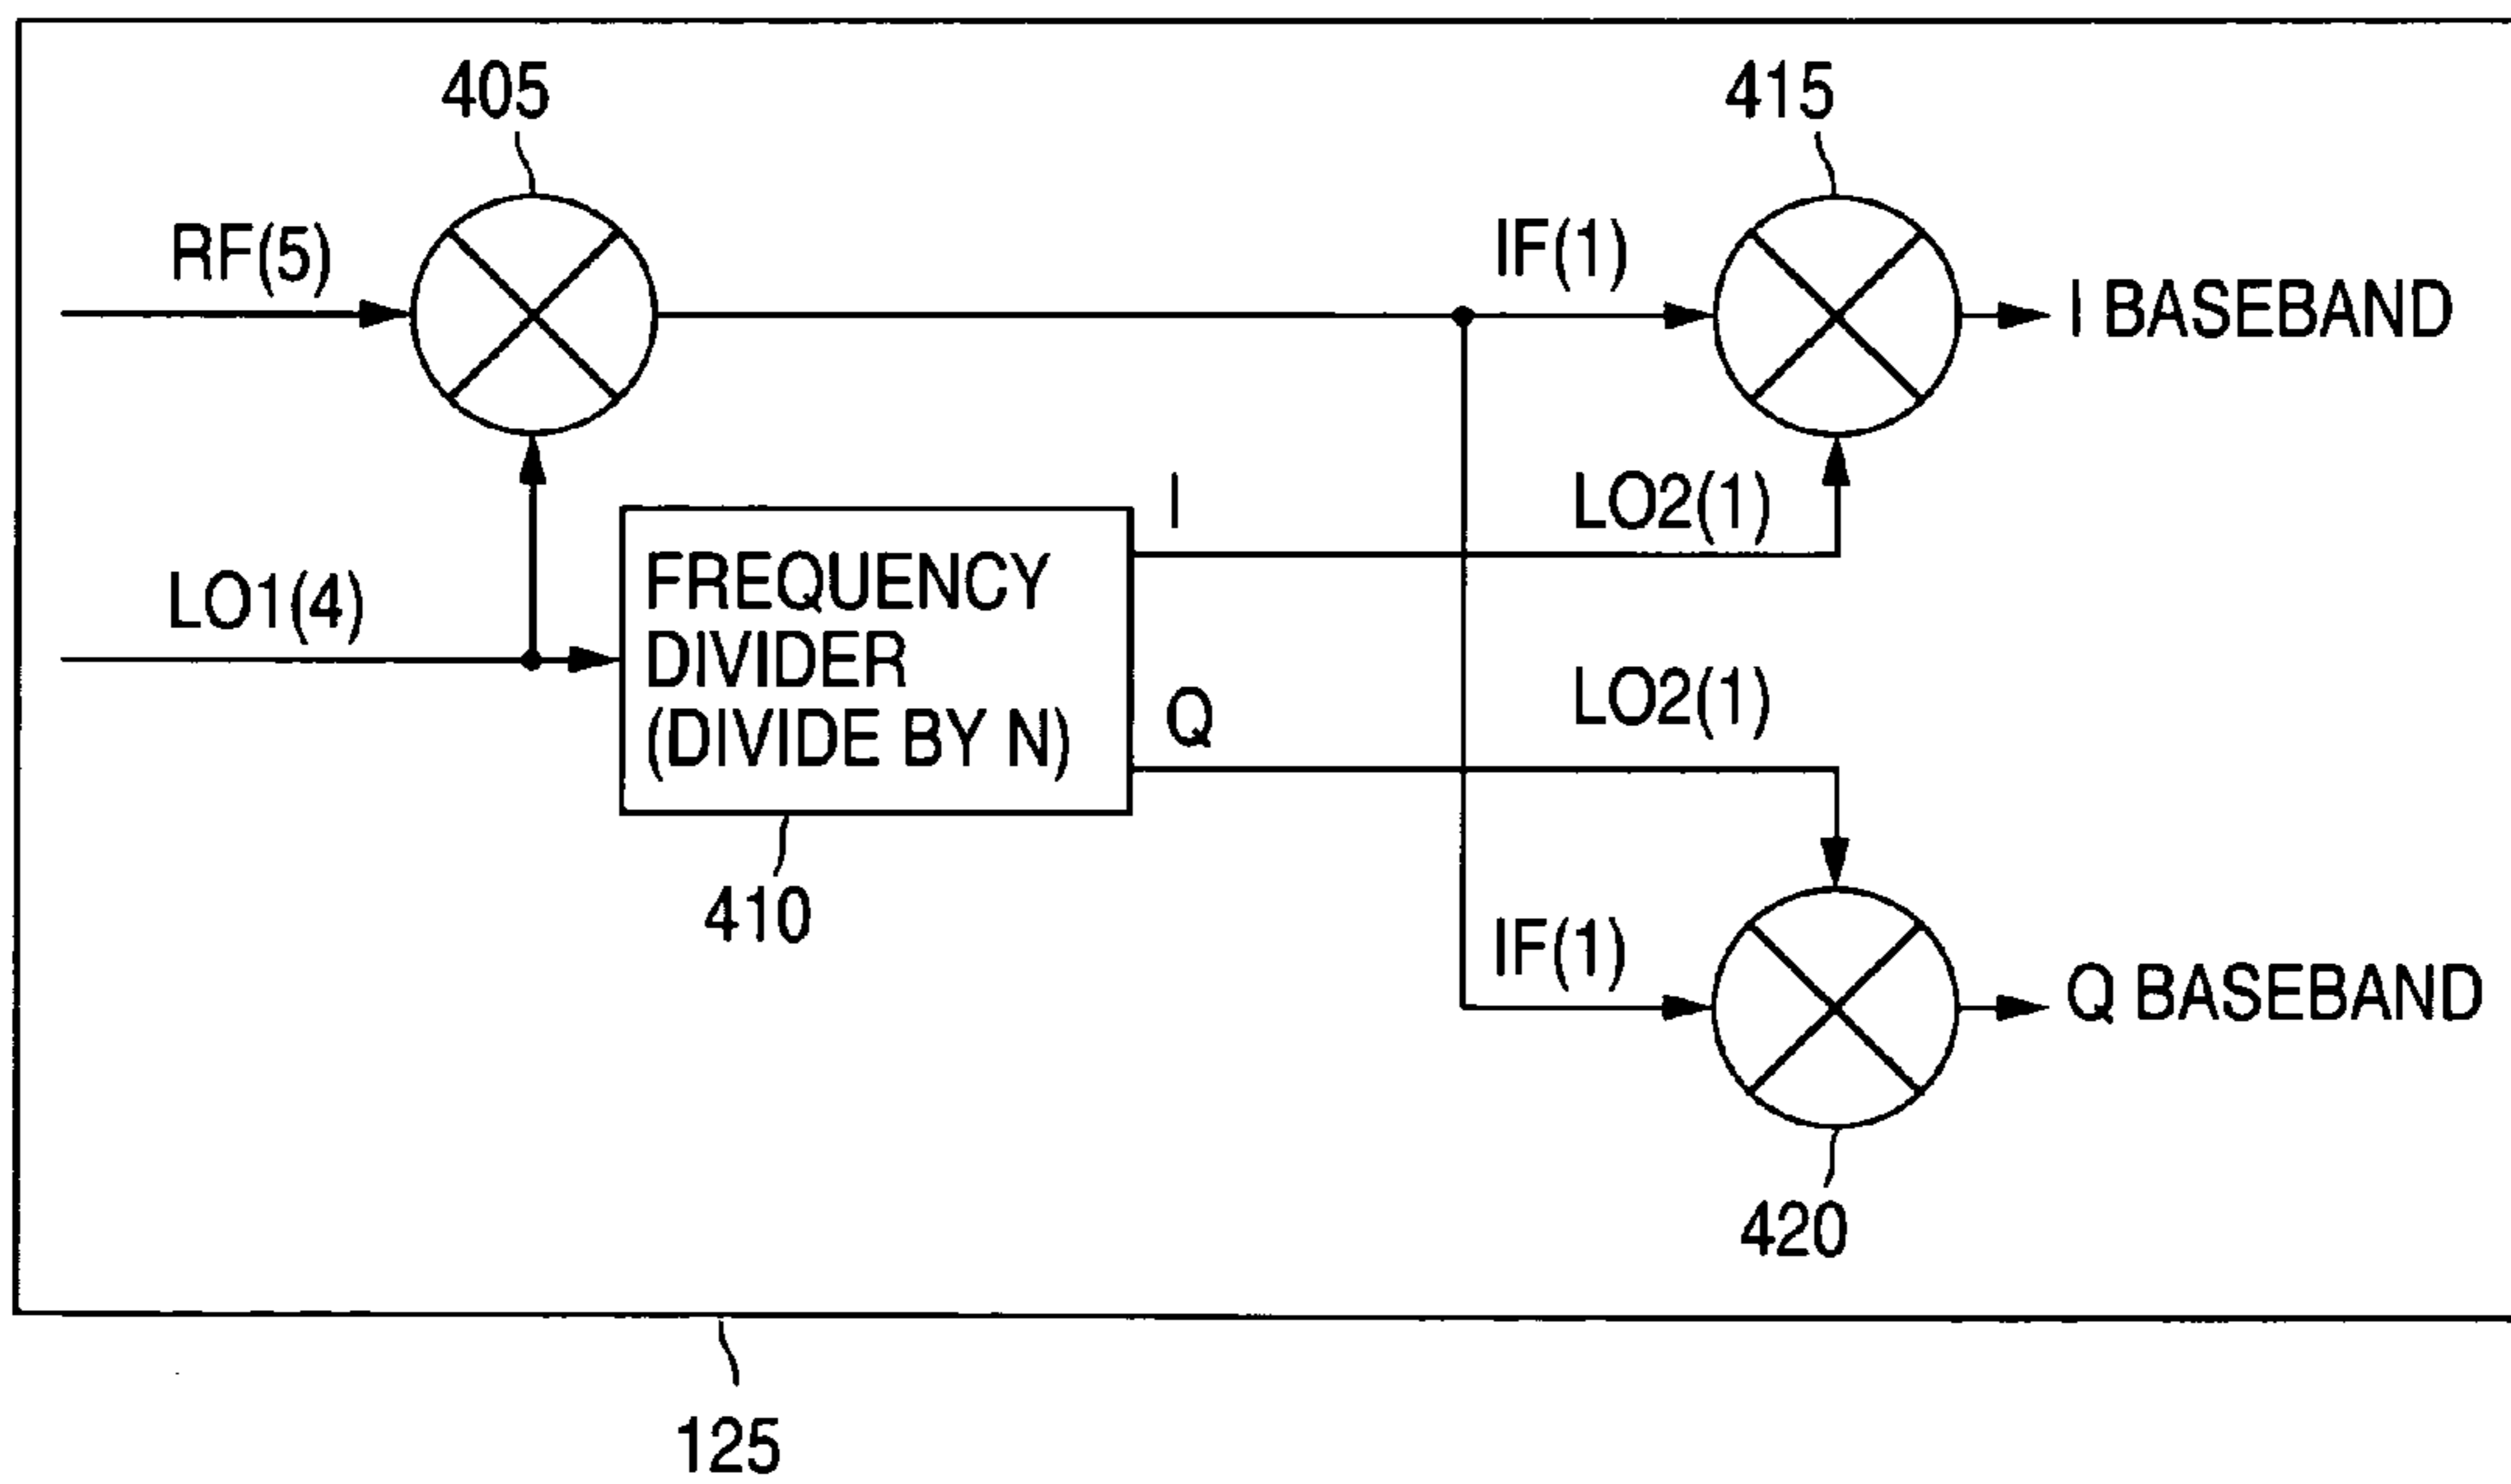 405
415
RF(5)
IF(1)
I BASEBAND
I
LO2(1)
LO1(4)
FREQUENCY
DIVIDER
(DIVIDE BY N)
Q
LO2(1)
410
IF(1)
Q BASEBAND
420
125